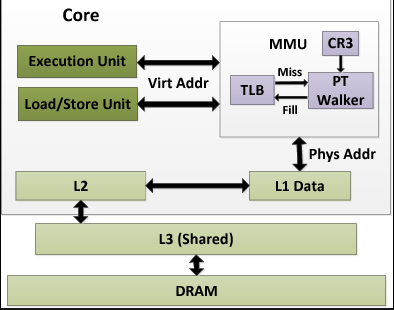 Core
MMU
CR3
Execution Unit
Virt Addr
Load/Store Unit
TLB
Miss
Fill
PT
Walker
Phys Addr
L2
L1 Data
L3 (Shared)
DRAM